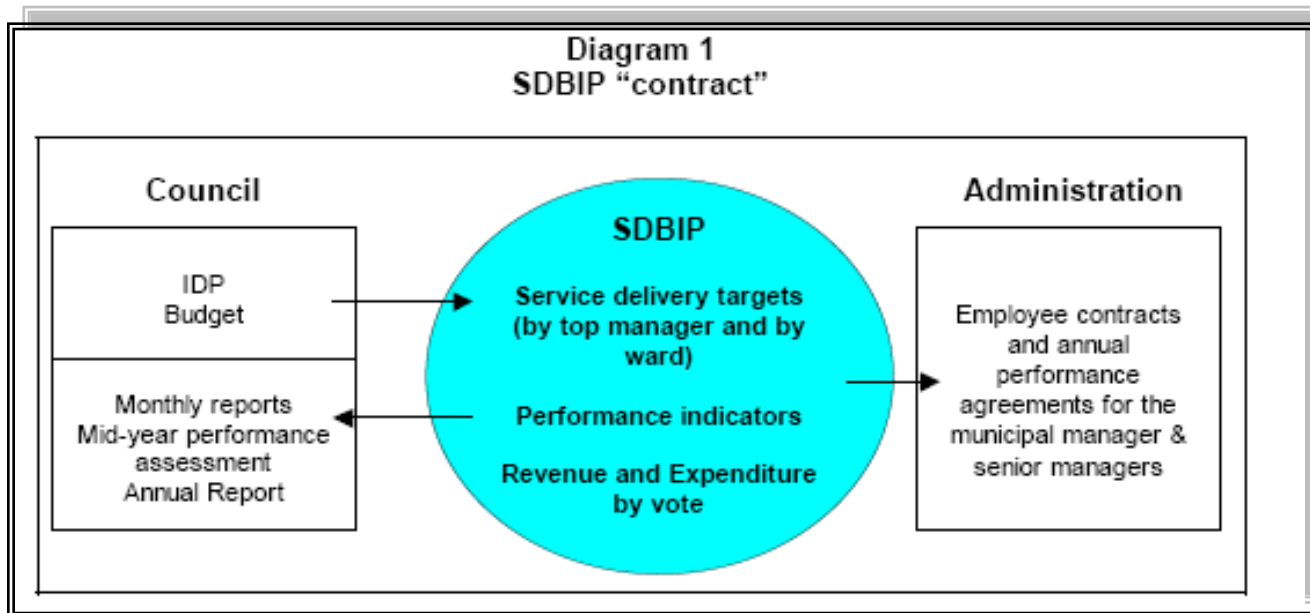 Diagram 1
SDBIP “contract”
Council
IDP
Budget
Monthly reports
Mid-year performance
assessment
Annual Report
SDBIP
Service delivery targets
(by top manager and by
ward)
Performance indicators
Revenue and Expenditure
by vote
Administration
Employee contracts
and annual
performance
agreements for the
municipal manager &
senior managers